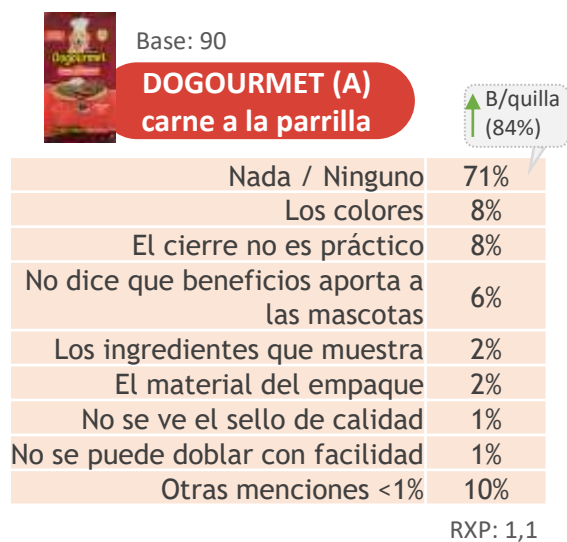 Dogourmet
Base: 90
DOGOURMET (A)
carne a la parrilla
B/quilla
(84%)
Nada / Ninguno 71%
Los colores 8%
El cierre no es práctico 8%
No dice que beneficios aporta a
las mascotas 6%
Los ingredientes que muestra 2%
El material del empaque 2%
No se ve el sello de calidad 1%
No se puede doblar con facilidad 1%
Otras menciones <1% 10%
RXP: 1,1